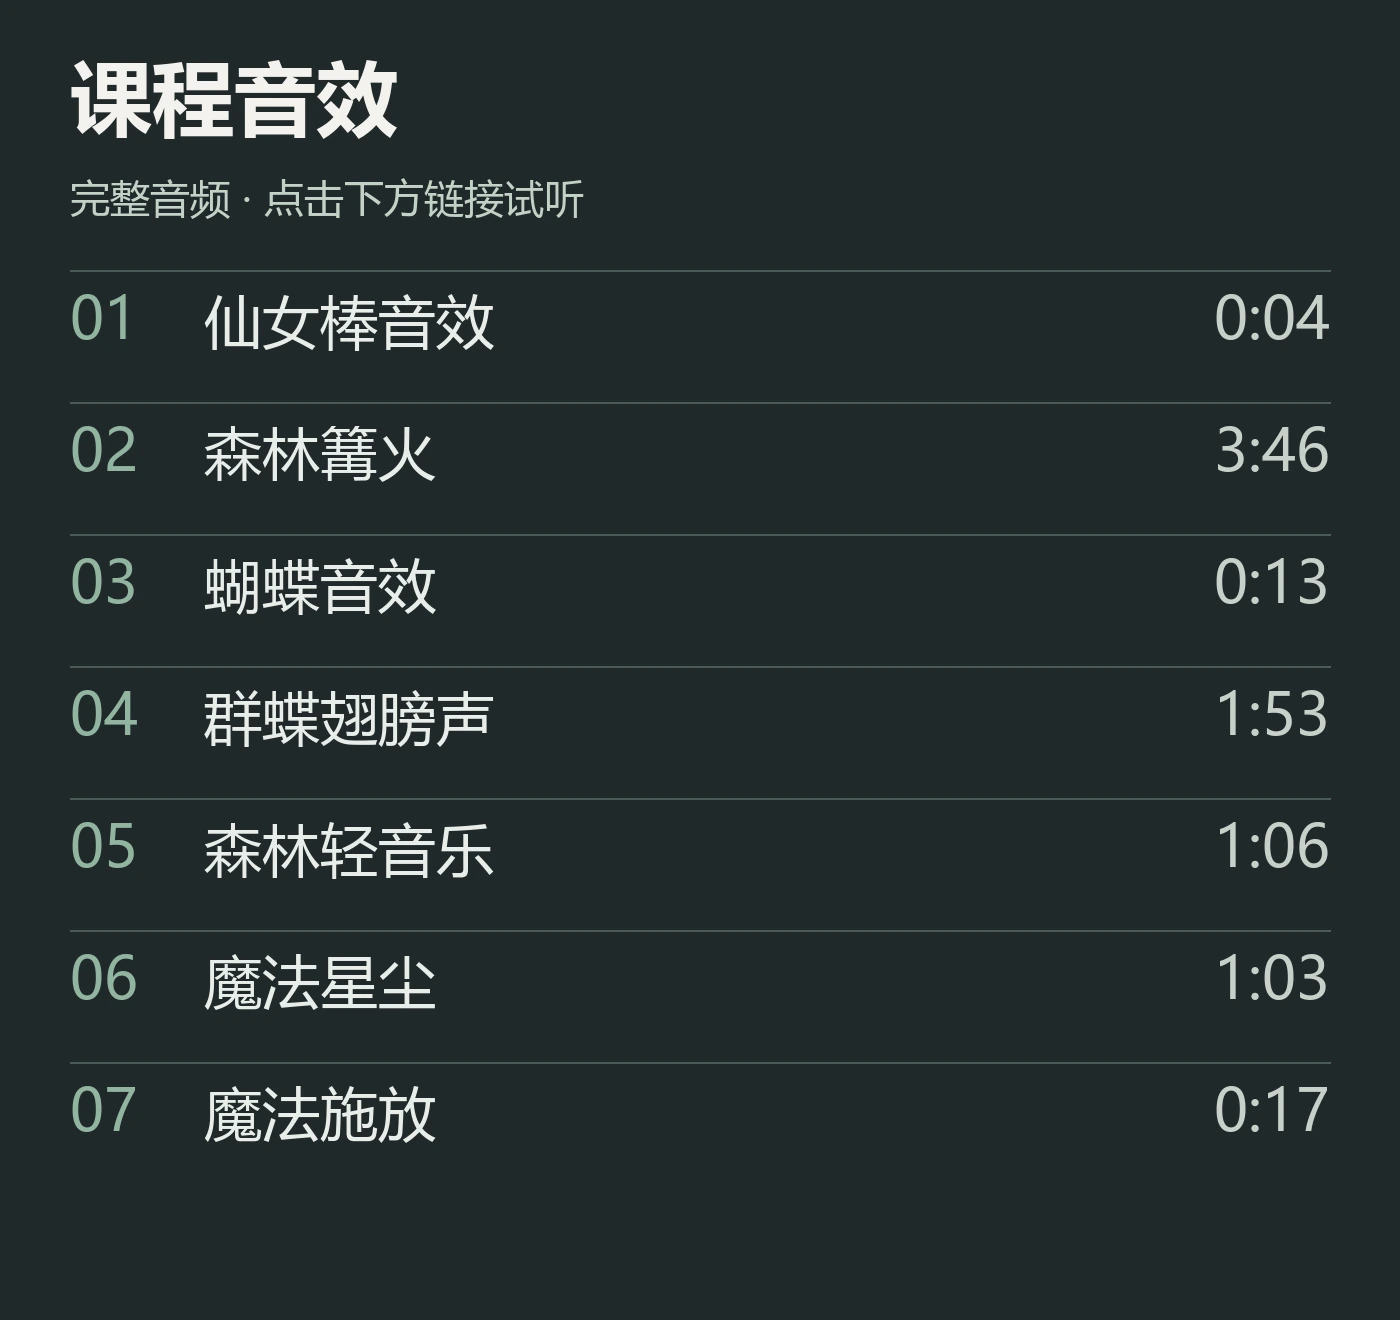 课程音效
完整音频 · 点击下方链接试听
01 仙女棒音效 0:04
02 森林篝火 3:46
03 蝴蝶音效 0:13
04 群蝶翅膀声 1:53
05 森林轻音乐 1:06
06 魔法星尘 1:03
07 魔法施放 0:17